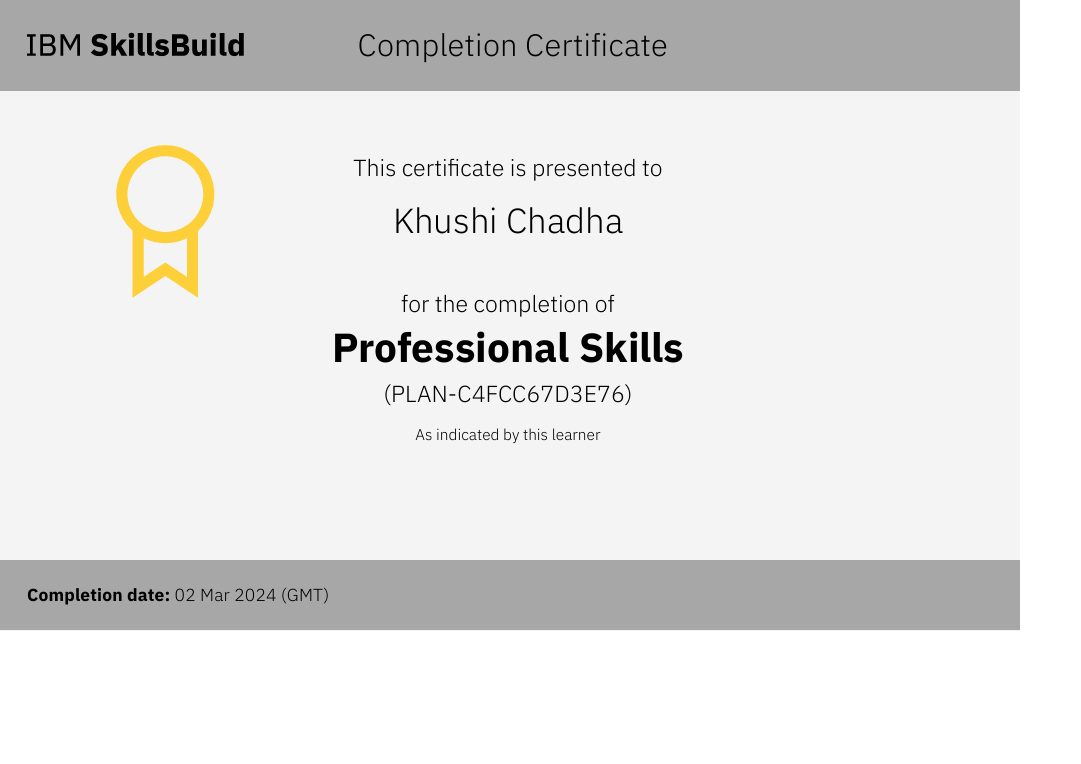 IBM SkillsBuild
Completion Certificate
This certificate is presented to
Khushi Chadha
for the completion of
Professional Skills
(PLAN-C4FCC67D3E76)
As indicated by this learner
Completion date: 02 Mar 2024 (GMT)